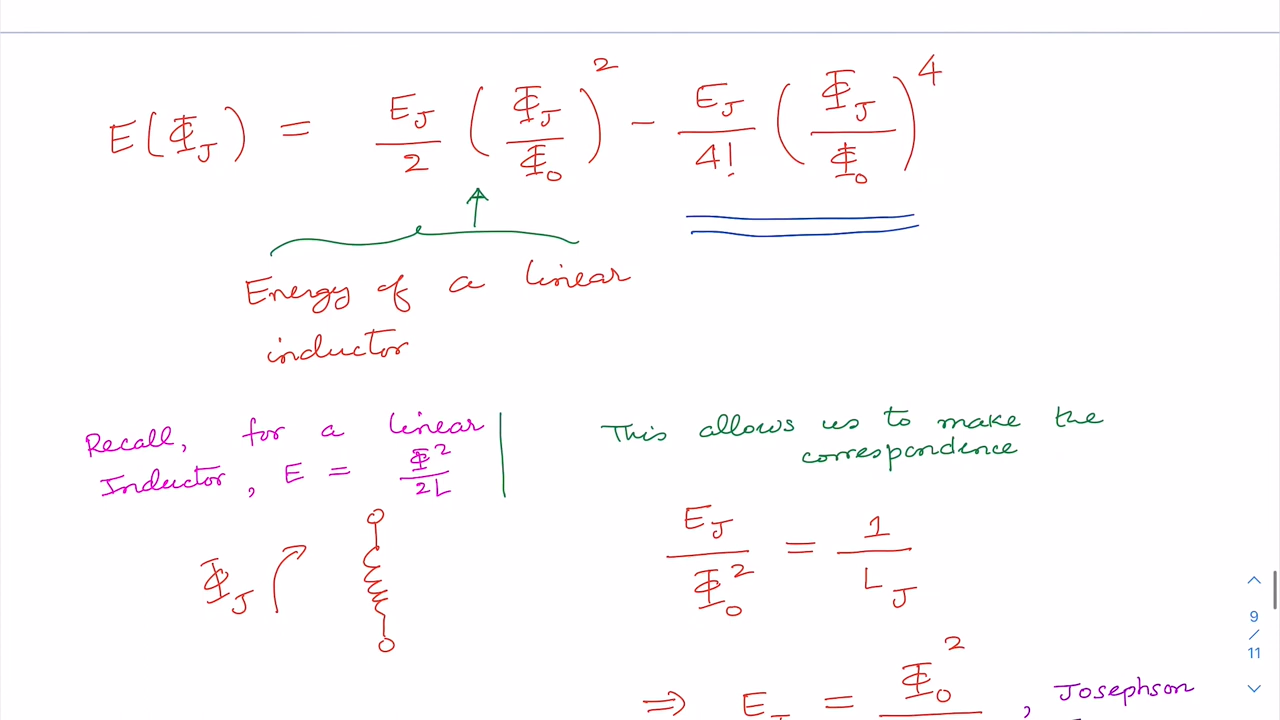 E(Φ_J) = E_J/2 (Φ_J/Φ_0)^2 - E_J/4! (Φ_J/Φ_0)^4
Energy of a linear
inductor
Recall, for a linear
Inductor, E = Φ^2/2L
This allows us to make the
correspondence
E_J/Φ_0^2 = 1/L_J
Φ_J
⇒ E_J = Φ_0^2 , Josephson
9
/
11